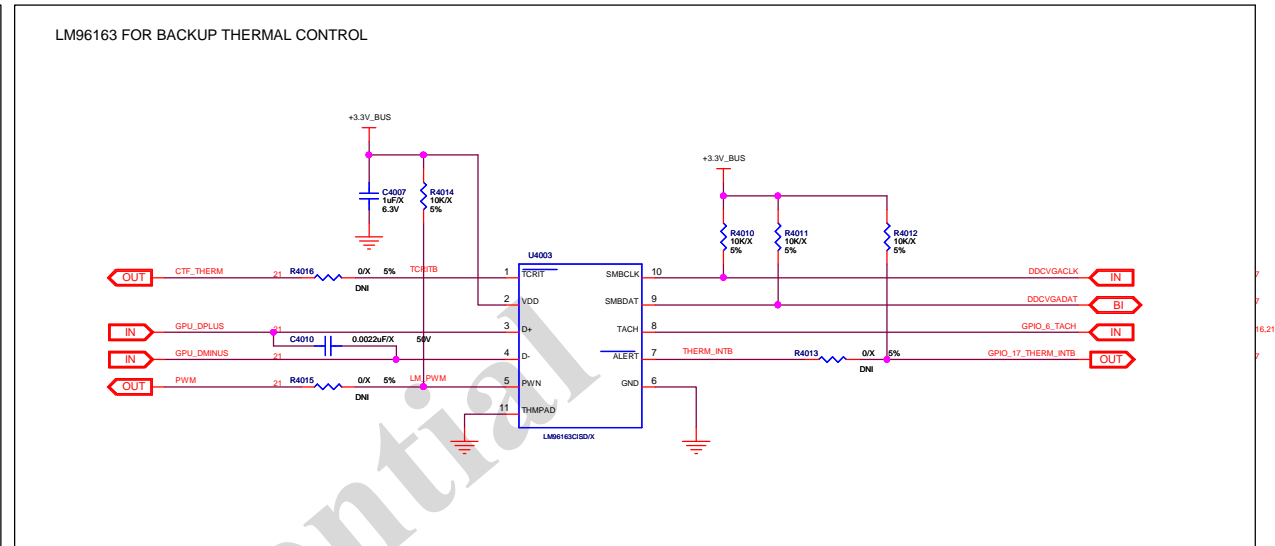 LM96163 FOR BACKUP THERMAL CONTROL
+3.3V_BUS
C4007
1uF/X
6.3V
R4014
10K/X
5%
+3.3V_BUS
R4010
10K/X
5%
R4011
10K/X
5%
R4012
10K/X
5%
U4003
OUT CTF_THERM 21 R4016 0/X 5% TCRITB 1 TCRIT
DNI
SMBCLK 10 DDCVGACLK IN 7
2 VDD
SMBDAT 9 DDCVGADAT BI 7
IN GPU_DPLUS 21 3 D+
TACH 8 GPIO_6_TACH IN 16,21
C4010 0.0022uF/X 50V
IN GPU_DMINUS 21 4 D-
ALERT 7 THERM_INTB R4013 0/X 5% GPIO_17_THERM_INTB OUT 7
DNI
OUT PWM 21 R4015 0/X 5% LM_PWM 5 PWN
DNI
GND 6
11 THMPAD
LM96163CISD/X
ential